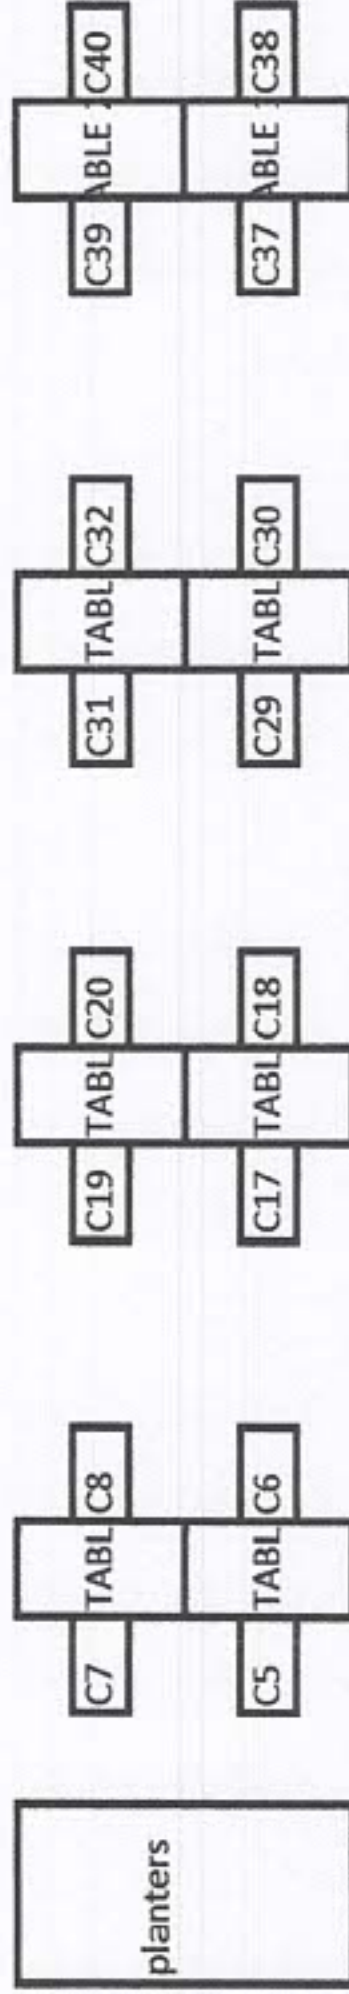 planters
C7 TABL C8 C19 TABL C20 C31 TABL C32 C39 ABLE C40
C5 TABL C6 C17 TABL C18 C29 TABL C30 C37 ABLE C38